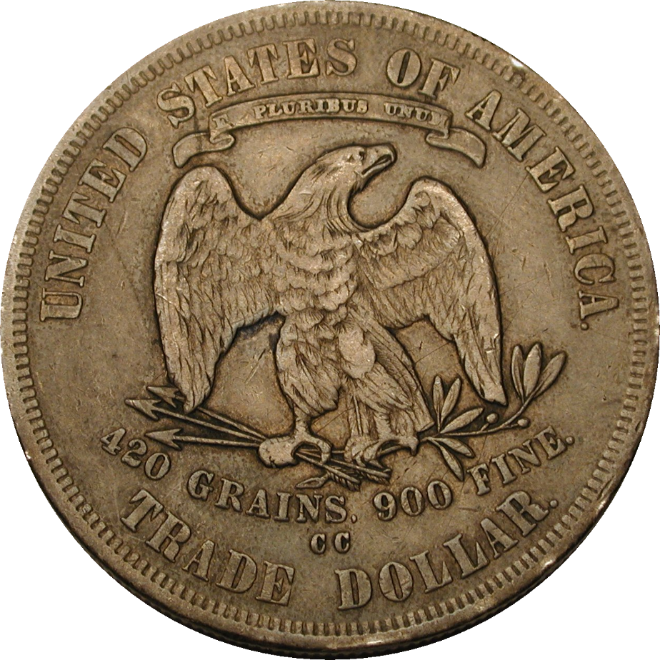 UNITED STATES OF AMERICA.
E PLURIBUS UNUM
420 GRAINS, 900 FINE.
CC
TRADE DOLLAR.